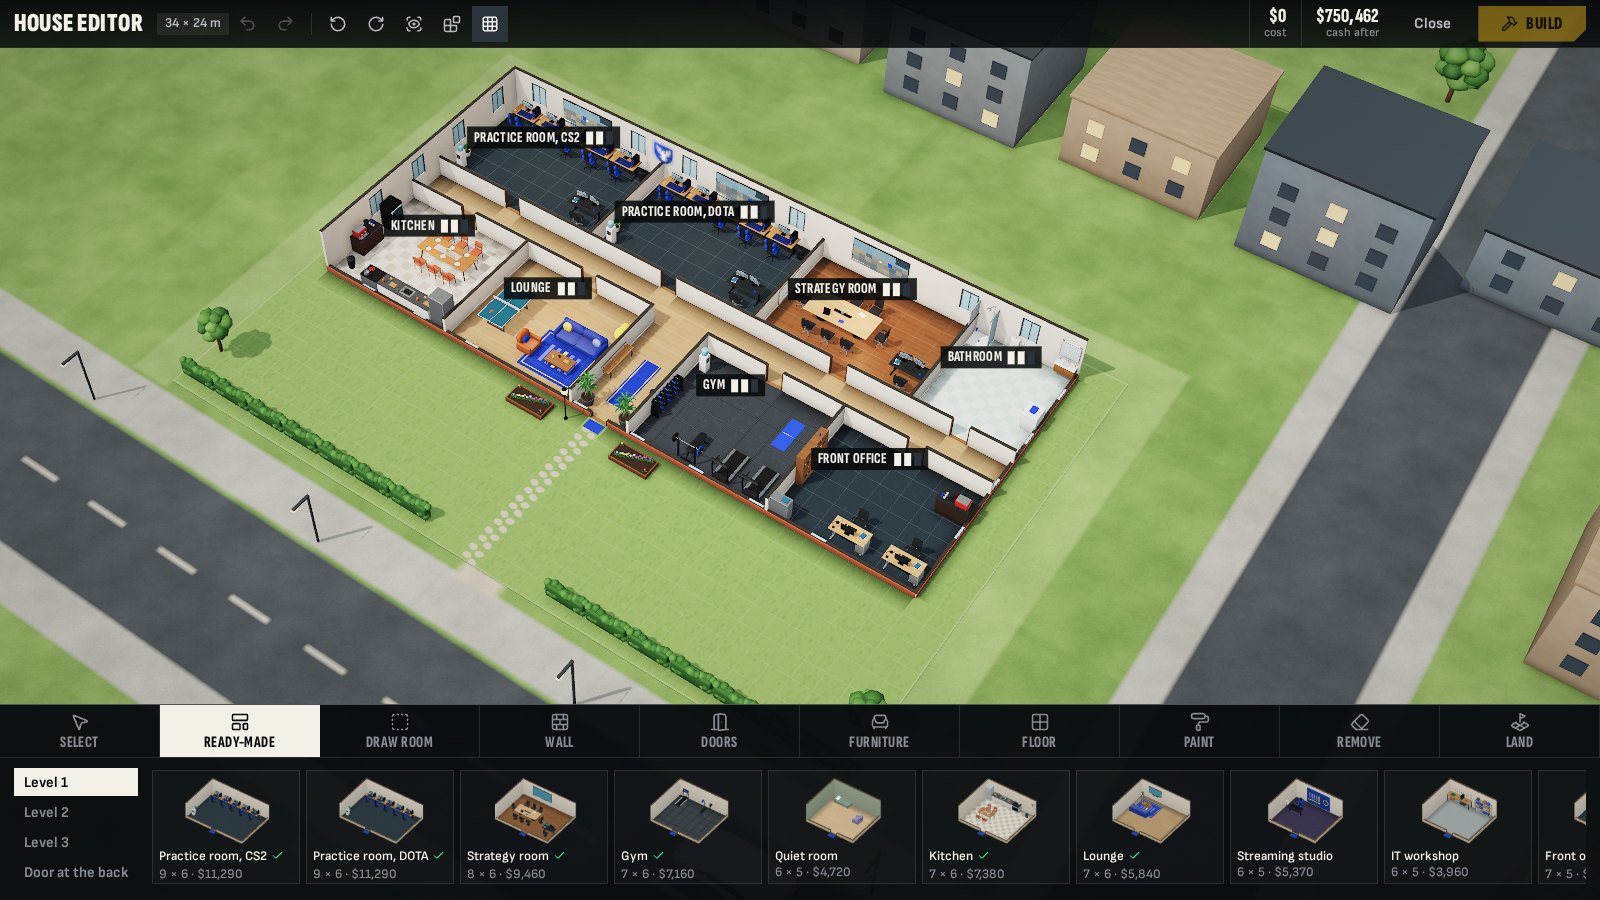 HOUSE EDITOR
34 × 24 m
$0
cost
$750,462
cash after
Close
BUILD
PRACTICE ROOM, CS2
PRACTICE ROOM, DOTA
KITCHEN
LOUNGE
STRATEGY ROOM
BATHROOM
GYM
FRONT OFFICE
SELECT
READY-MADE
DRAW ROOM
WALL
DOORS
FURNITURE
FLOOR
PAINT
REMOVE
LAND
Level 1
Level 2
Level 3
Door at the back
Practice room, CS2
9 × 6 · $11,290
Practice room, DOTA
9 × 6 · $11,290
Strategy room
8 × 6 · $9,460
Gym
7 × 6 · $7,160
Quiet room
6 × 5 · $4,720
Kitchen
7 × 6 · $7,380
Lounge
7 × 6 · $5,840
Streaming studio
6 × 5 · $5,370
IT workshop
6 × 5 · $3,960
Front o
7 × 5 ·